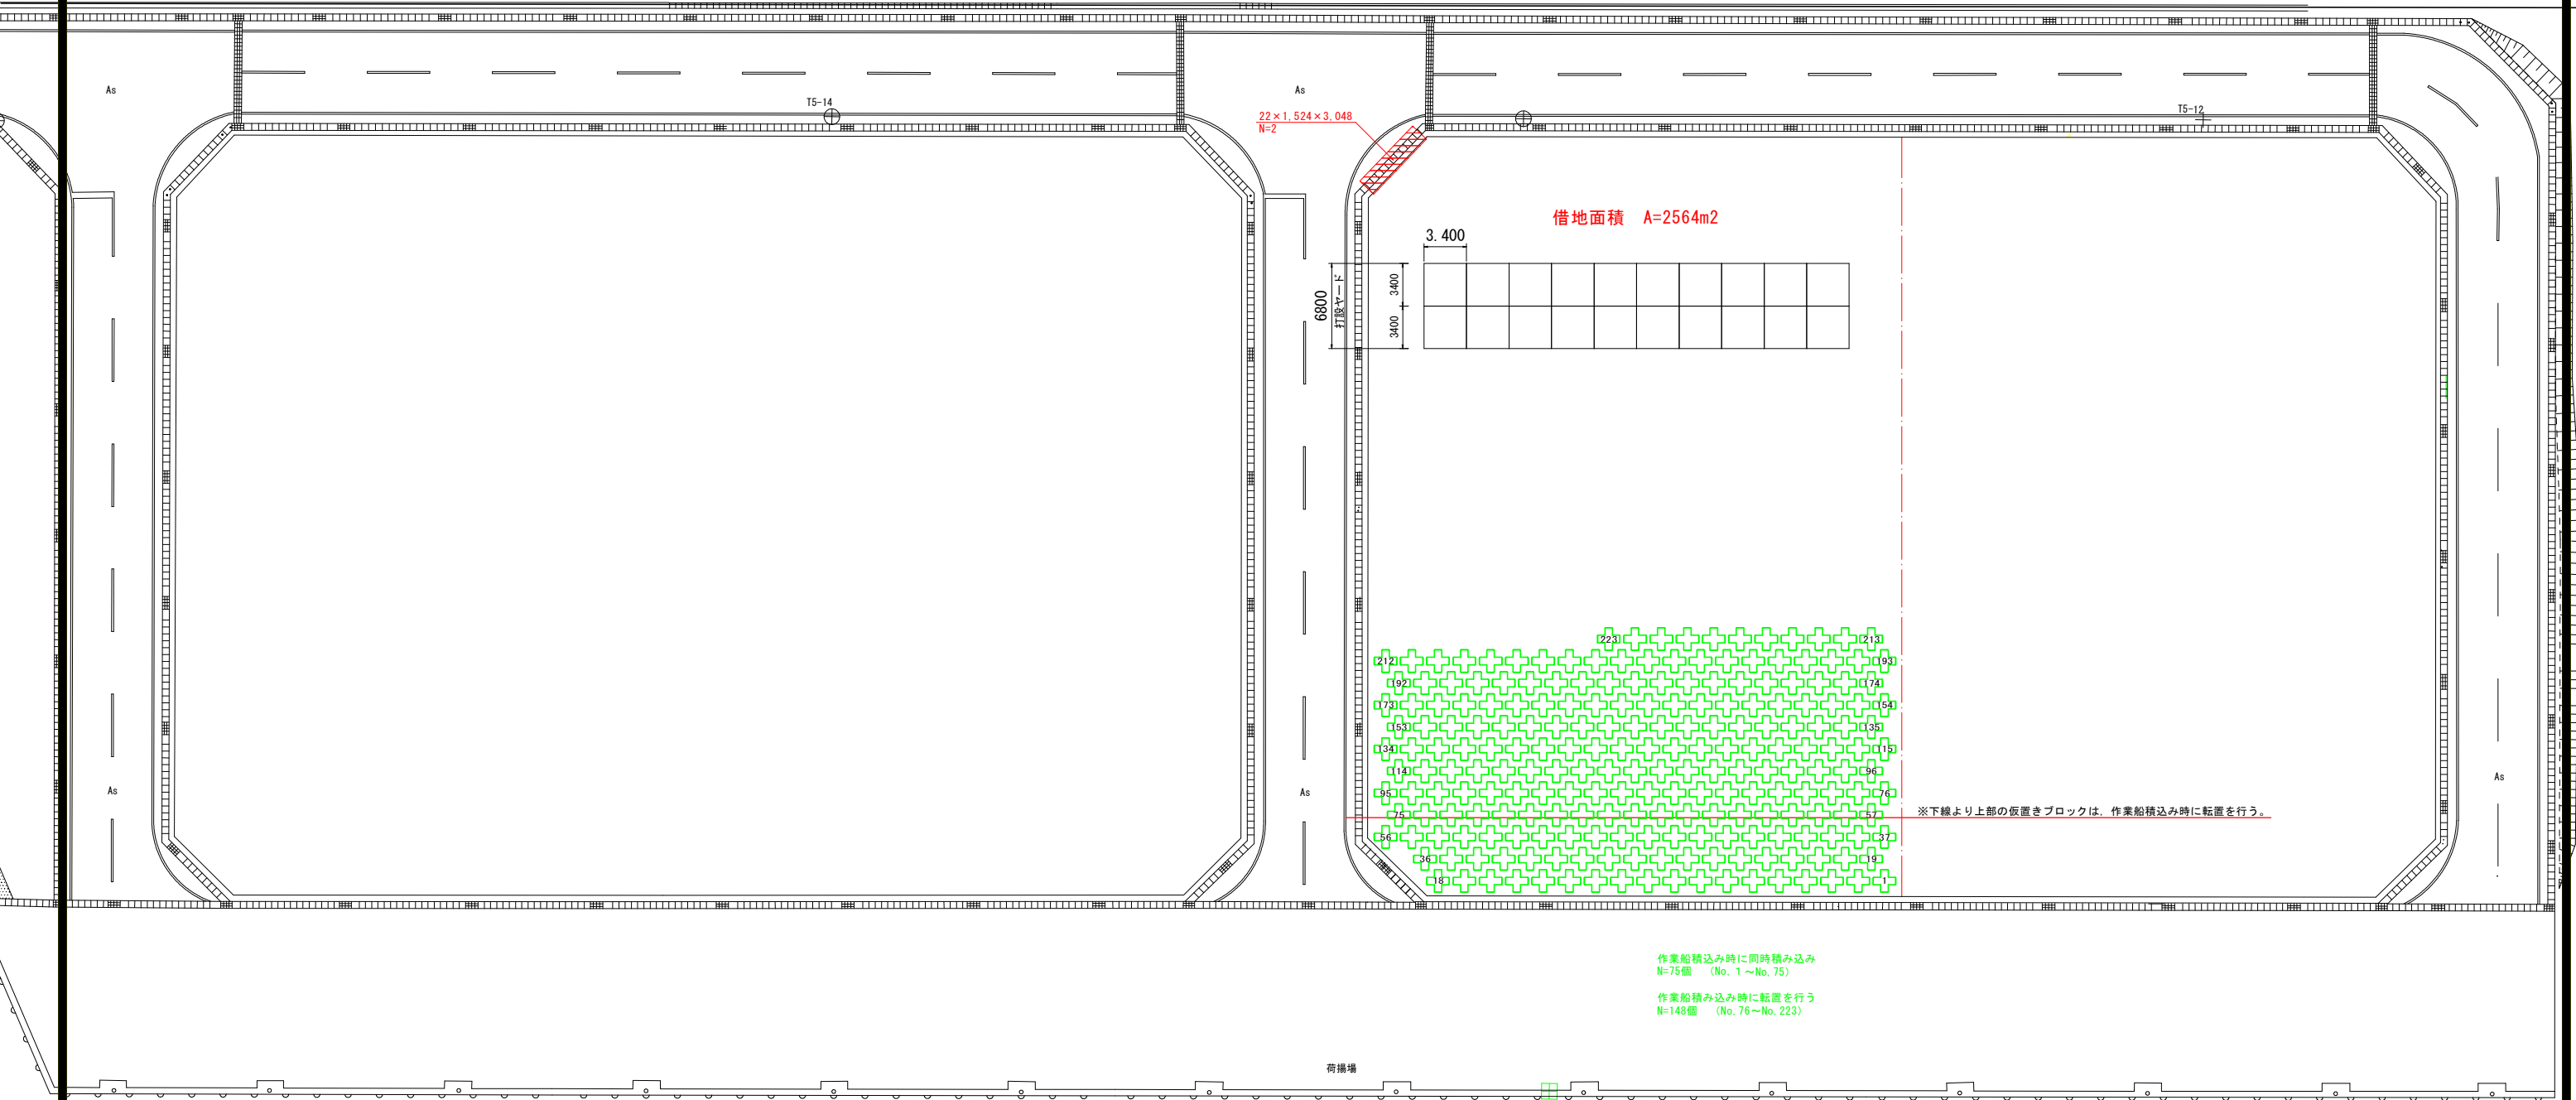 As
T5-14
As
22×1,524×3,048
N=2
T5-12
借地面積 A=2564m2
3.400
6800
打設ヤード
3400
3400
223
213
212
193
192
174
173
154
153
135
134
115
114
96
95
76
As
As
As
75
57
※下線より上部の仮置きブロックは，作業船積込み時に転置を行う。
56
37
36
19
18
1
作業船積込み時に同時積み込み
N=75個 （No.1～No.75）
作業船積み込み時に転置を行う
N=148個 （No.76～No.223）
荷揚場